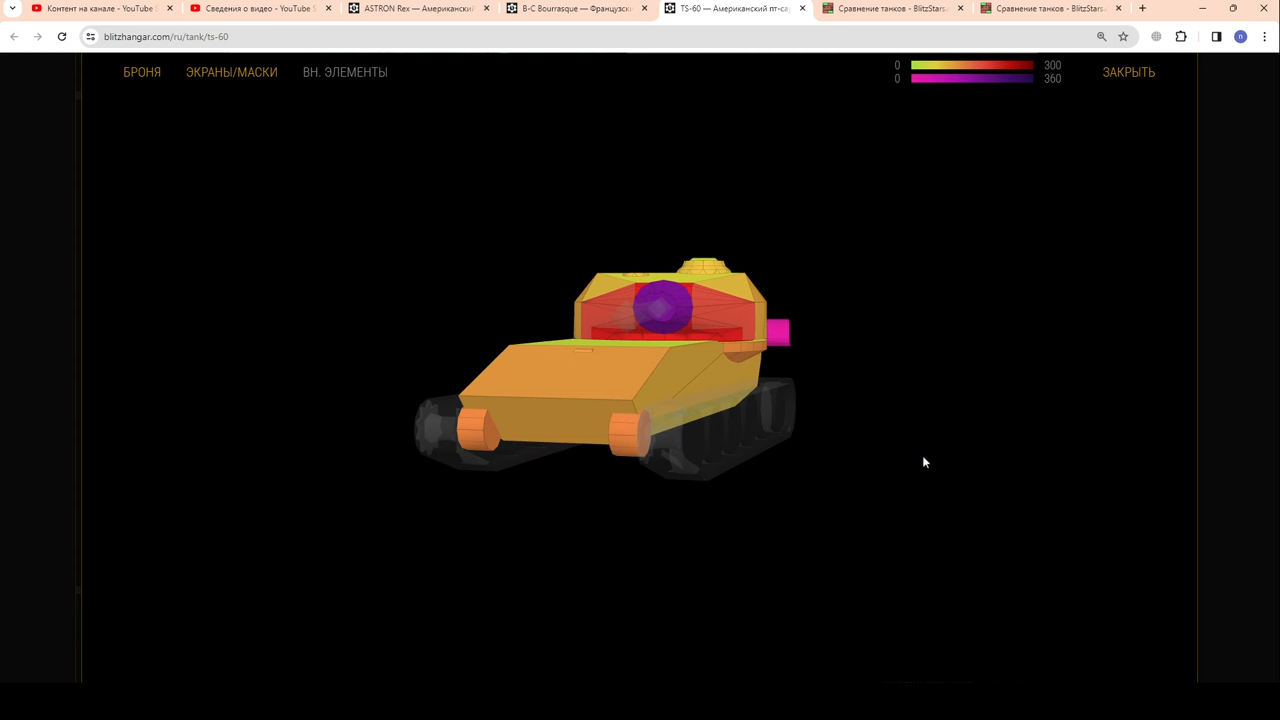 Контент на канале - YouTube S
Сведения о видео - YouTube S
ASTRON Rex — Американский
B-C Bourrasque — Французски
TS-60 — Американский пт-са
Сравнение танков - BlitzStars
Сравнение танков - BlitzStars
blitzhangar.com/ru/tank/ts-60
n
БРОНЯ ЭКРАНЫ/МАСКИ ВН. ЭЛЕМЕНТЫ
0 300
0 360
ЗАКРЫТЬ